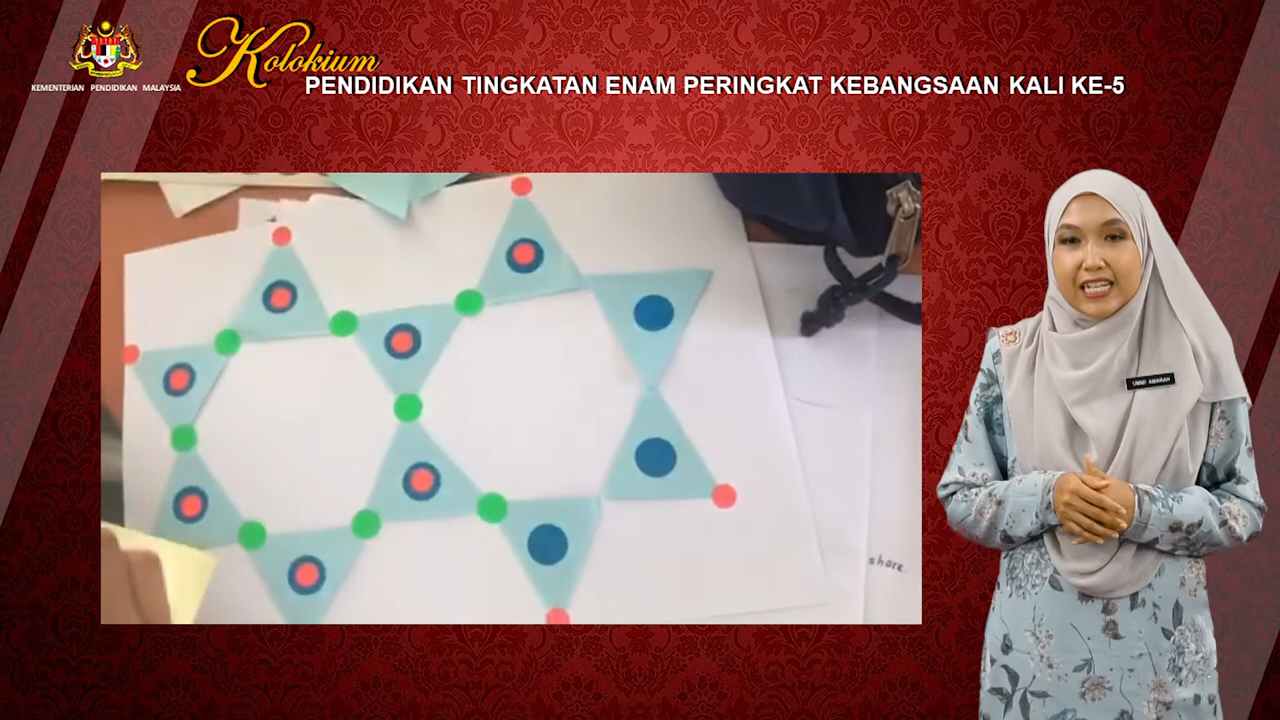 Kolokium
KEMENTERIAN PENDIDIKAN MALAYSIA
PENDIDIKAN TINGKATAN ENAM PERINGKAT KEBANGSAAN KALI KE-5
UMMI AMARAH
share.